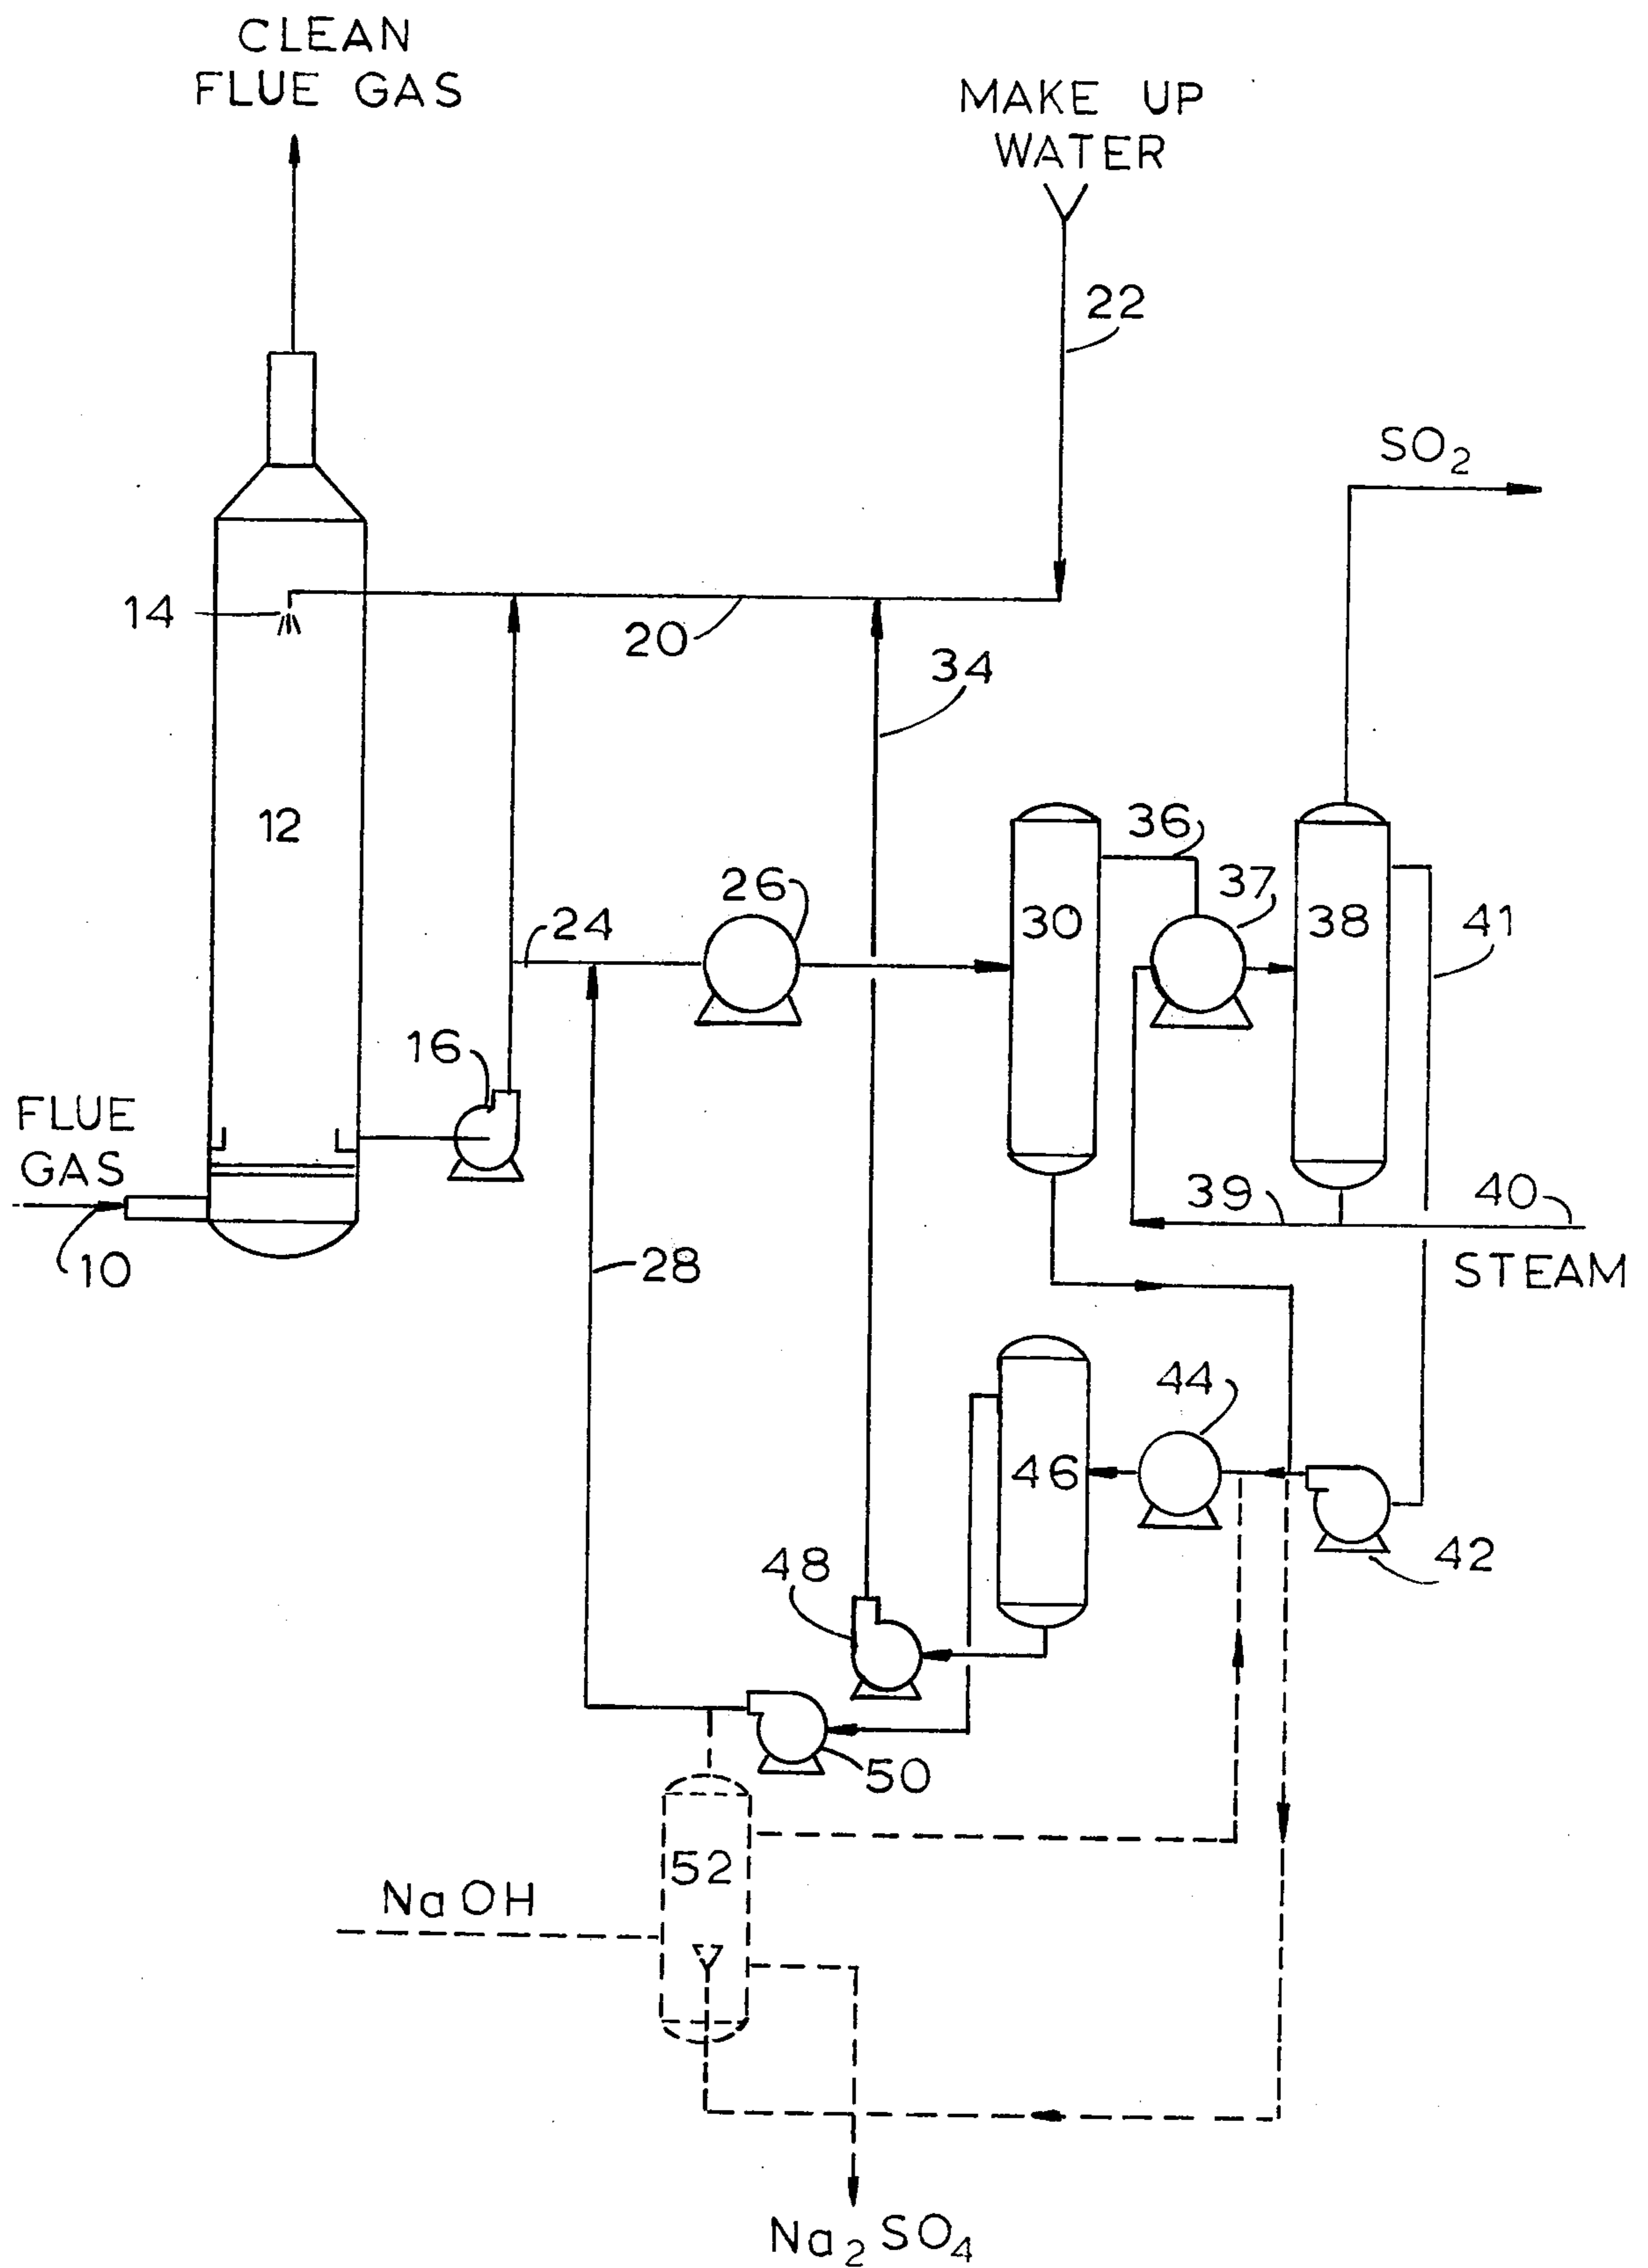 CLEAN
FLUE GAS
MAKE UP
WATER
22
SO2
14
20
34
12
36
26
37
30
38
41
24
16
FLUE
GAS
39
40
10
28
STEAM
44
46
48
42
50
52
NaOH
Na2SO4